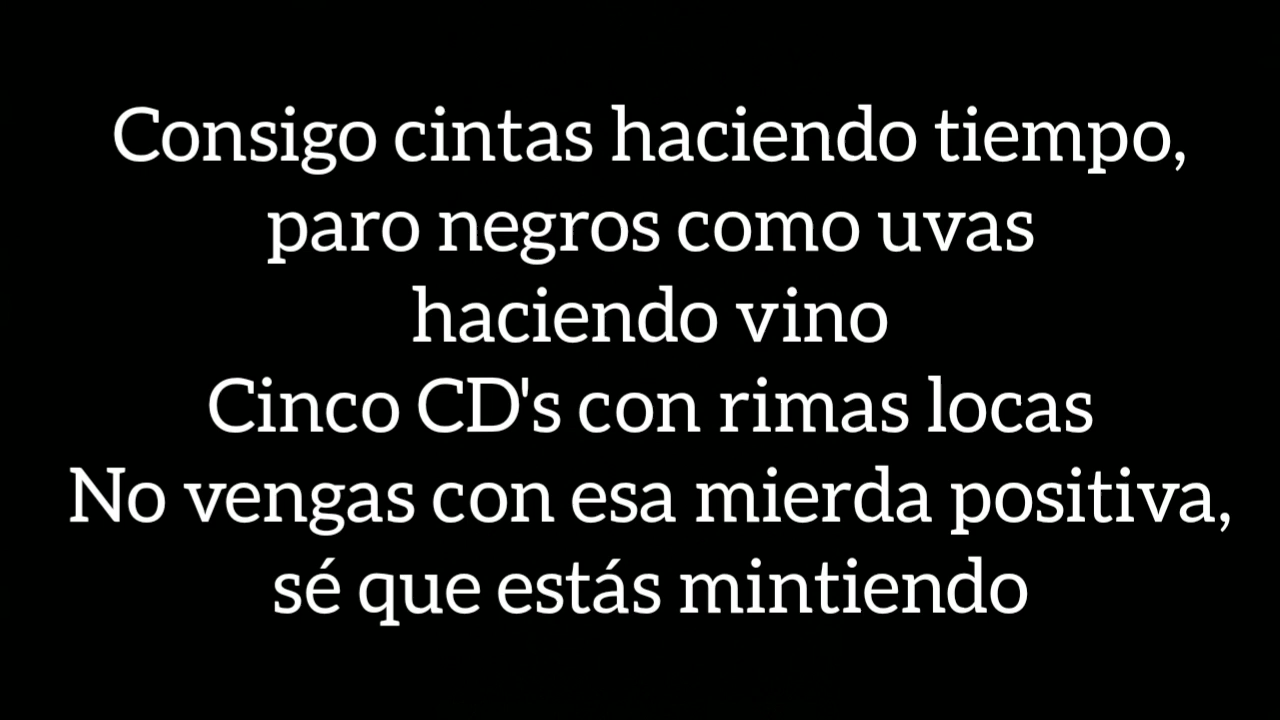 Consigo cintas haciendo tiempo,
paro negros como uvas
haciendo vino
Cinco CD's con rimas locas
No vengas con esa mierda positiva,
sé que estás mintiendo